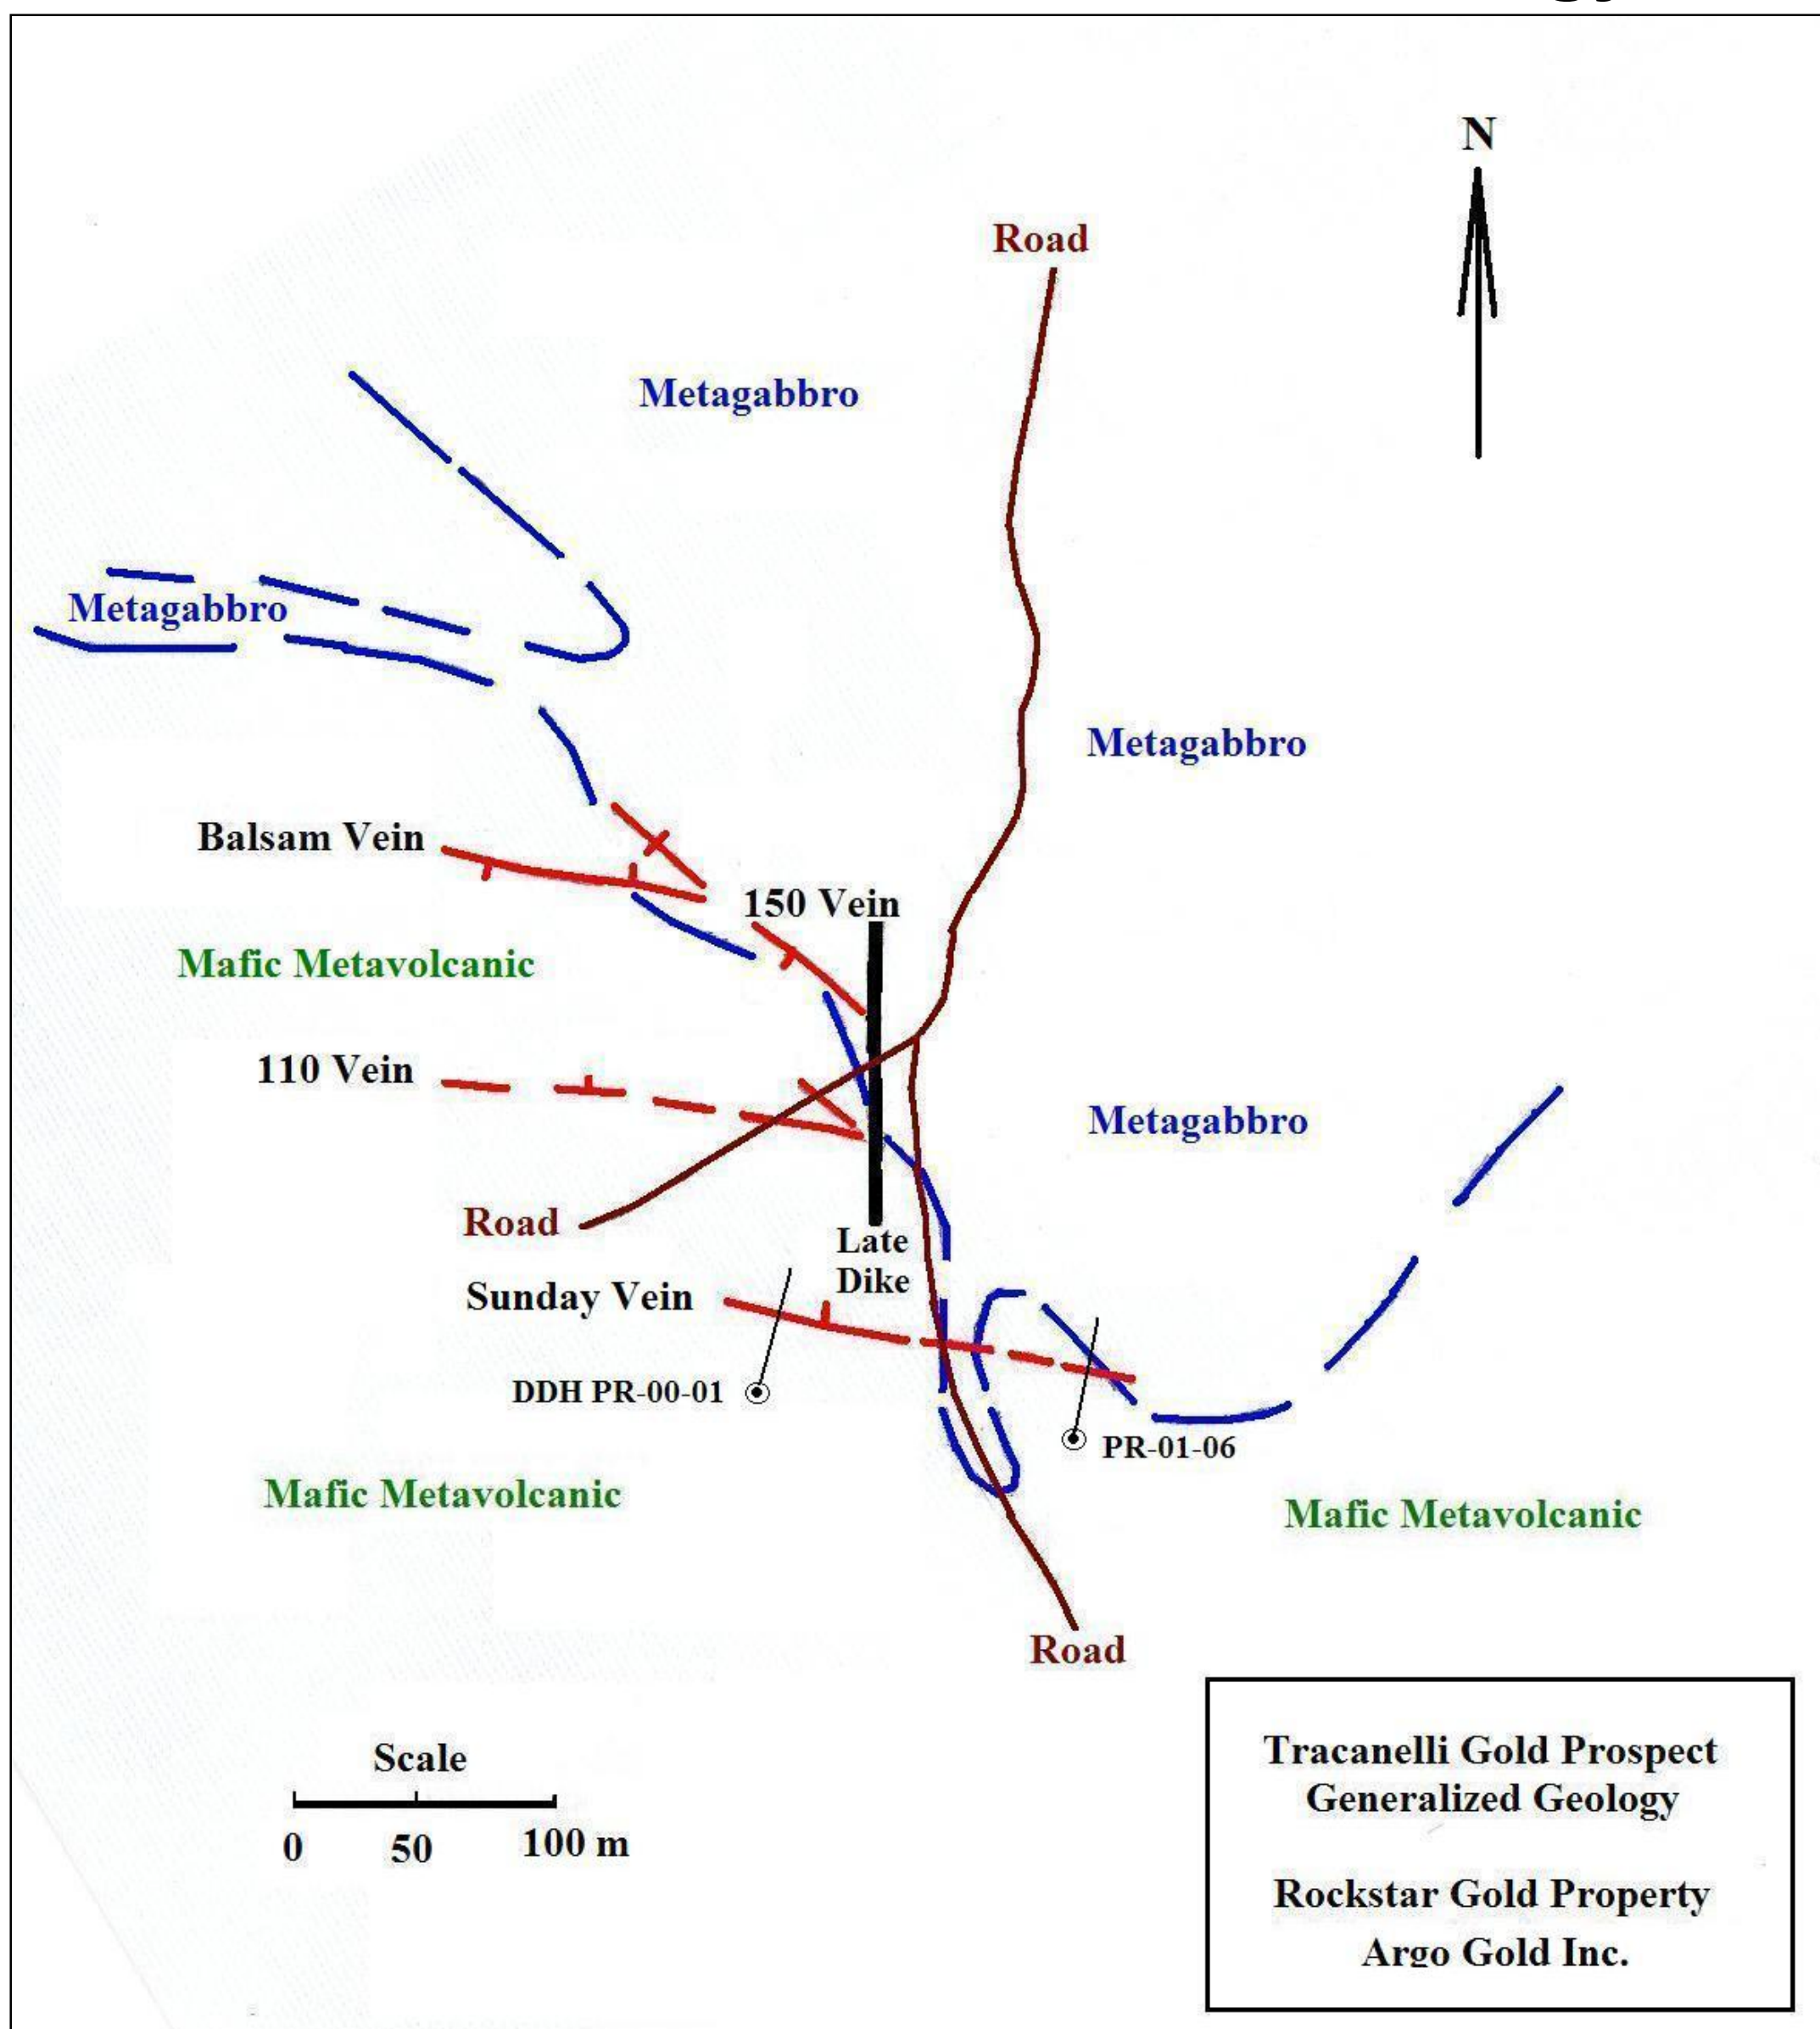 N
Road
Metagabbro
Metagabbro
Metagabbro
Balsam Vein
150 Vein
Mafic Metavolcanic
110 Vein
Metagabbro
Road
Late
Dike
Sunday Vein
DDH PR-00-01
PR-01-06
Mafic Metavolcanic
Mafic Metavolcanic
Road
Scale
0 50 100 m
Tracanelli Gold Prospect
Generalized Geology
Rockstar Gold Property
Argo Gold Inc.